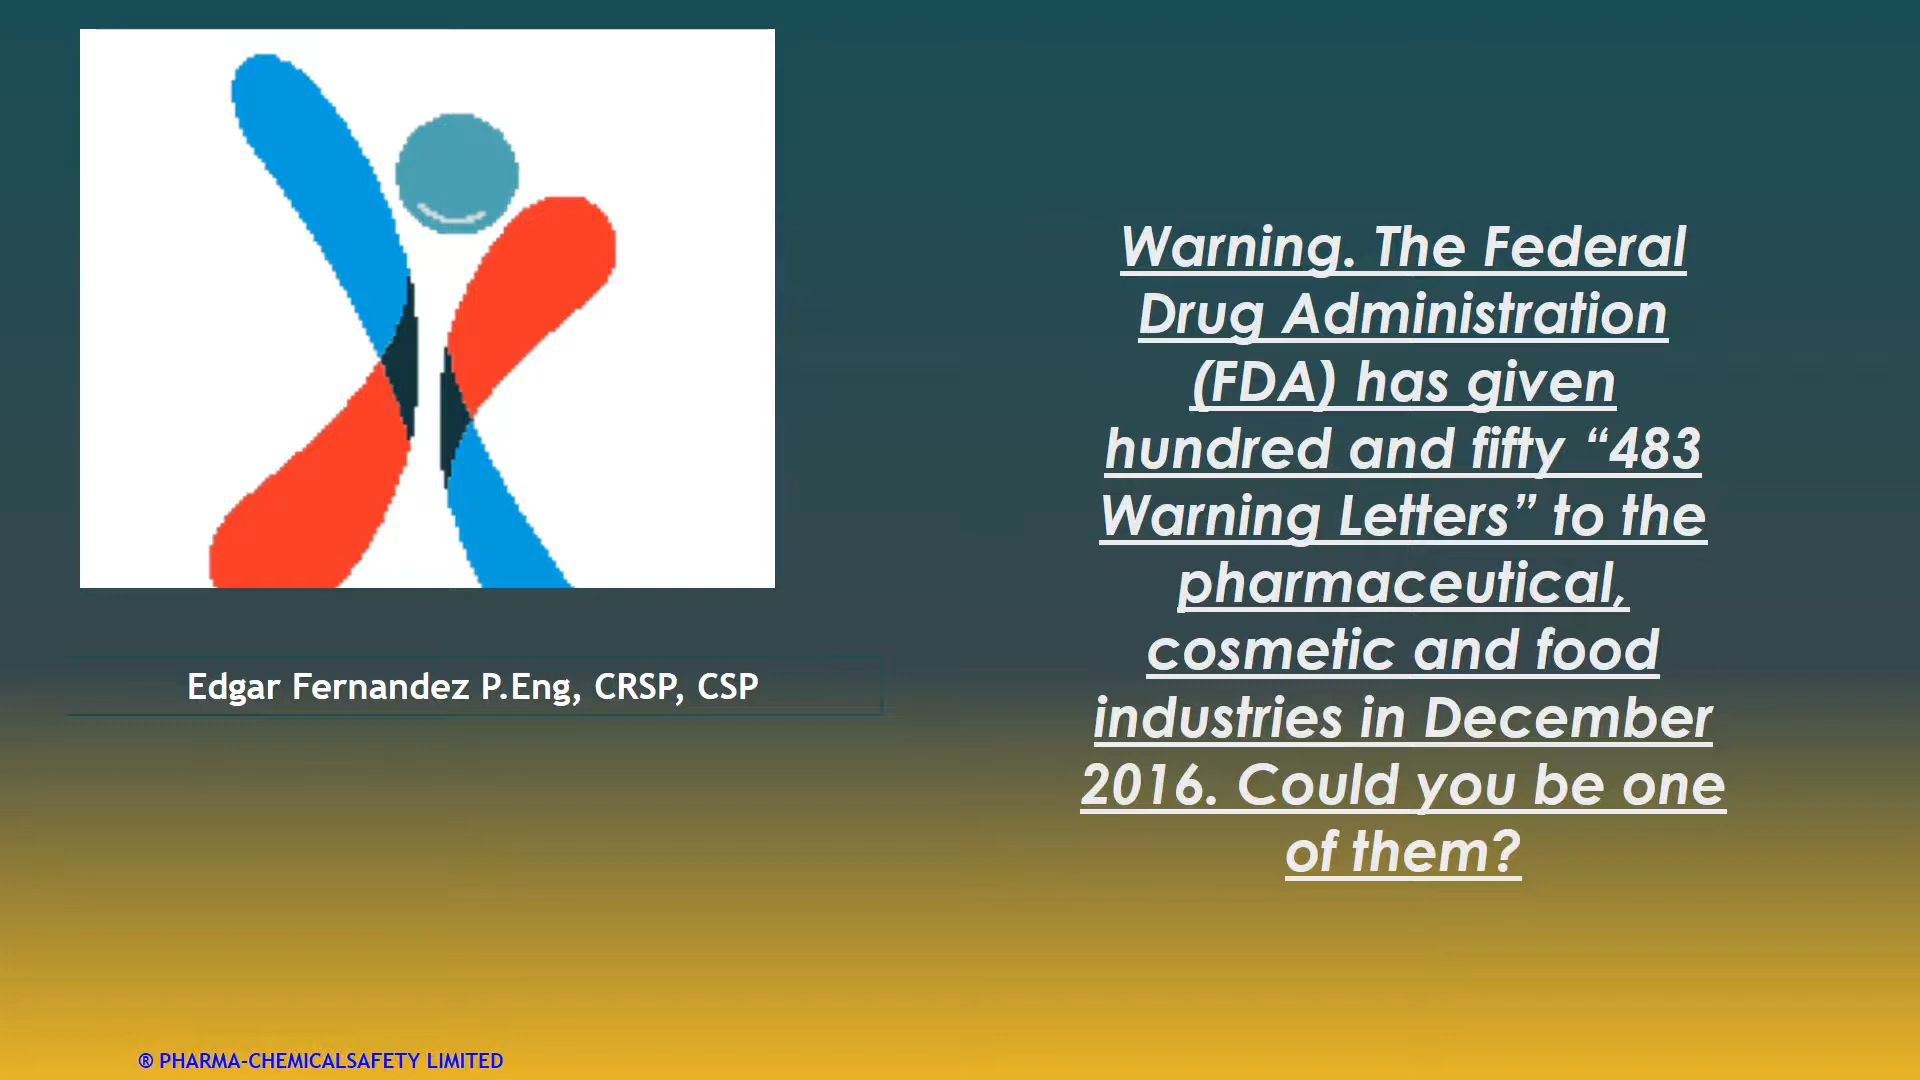 Warning. The Federal
Drug Administration
(FDA) has given
hundred and fifty “483
Warning Letters” to the
pharmaceutical,
cosmetic and food
industries in December
2016. Could you be one
of them?
Edgar Fernandez P.Eng, CRSP, CSP
® PHARMA-CHEMICALSAFETY LIMITED